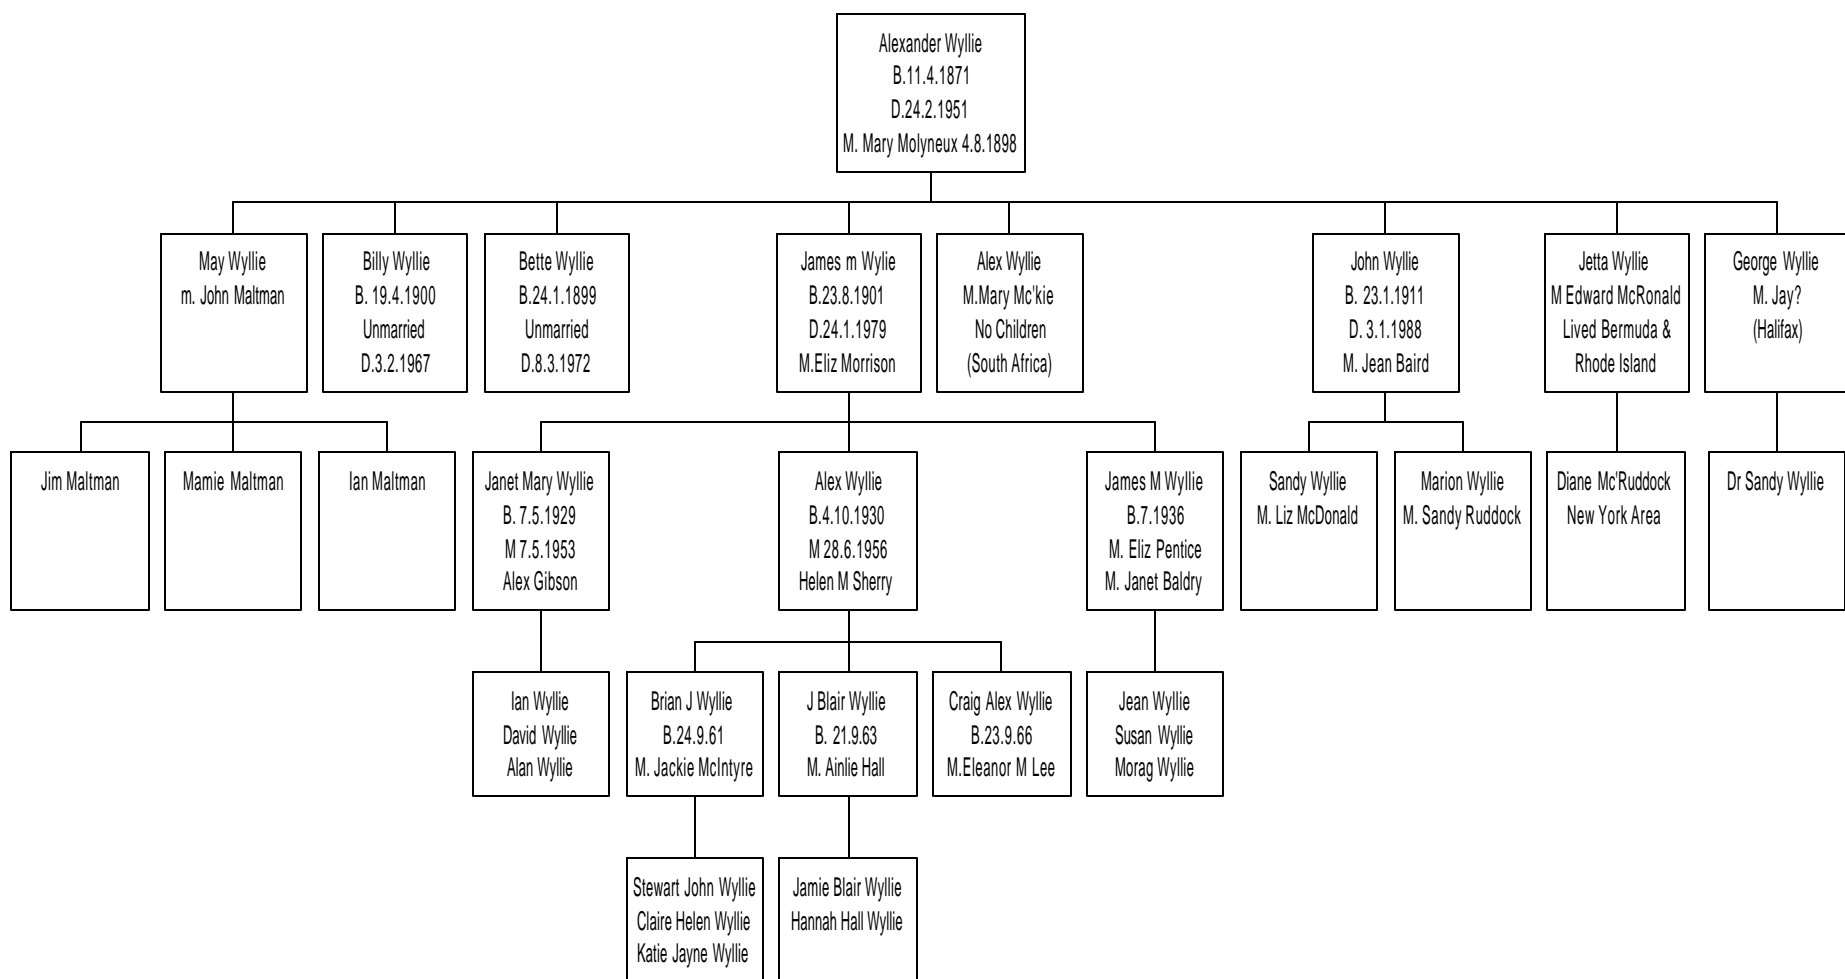 Alexander Wyllie
B.11.4.1871
D.24.2.1951
M. Mary Molyneux 4.8.1898
May Wyllie
m. John Maltman
Billy Wyllie
B. 19.4.1900
Unmarried
D.3.2.1967
Bette Wyllie
B.24.1.1899
Unmarried
D.8.3.1972
James m Wylie
B.23.8.1901
D.24.1.1979
M.Eliz Morrison
Alex Wyllie
M.Mary Mc'kie
No Children
(South Africa)
John Wyllie
B. 23.1.1911
D. 3.1.1988
M. Jean Baird
Jetta Wyllie
M Edward McRonald
Lived Bermuda &
Rhode Island
George Wyllie
M. Jay?
(Halifax)
Jim Maltman
Mamie Maltman
Ian Maltman
Janet Mary Wyllie
B. 7.5.1929
M 7.5.1953
Alex Gibson
Alex Wyllie
B.4.10.1930
M 28.6.1956
Helen M Sherry
James M Wyllie
B.7.1936
M. Eliz Pentice
M. Janet Baldry
Sandy Wyllie
M. Liz McDonald
Marion Wyllie
M. Sandy Ruddock
Diane Mc'Ruddock
New York Area
Dr Sandy Wyllie
Ian Wyllie
David Wyllie
Alan Wyllie
Brian J Wyllie
B.24.9.61
M. Jackie McIntyre
J Blair Wyllie
B. 21.9.63
M. Ainlie Hall
Craig Alex Wyllie
B.23.9.66
M.Eleanor M Lee
Jean Wyllie
Susan Wyllie
Morag Wyllie
Stewart John Wyllie
Claire Helen Wyllie
Katie Jayne Wyllie
Jamie Blair Wyllie
Hannah Hall Wyllie